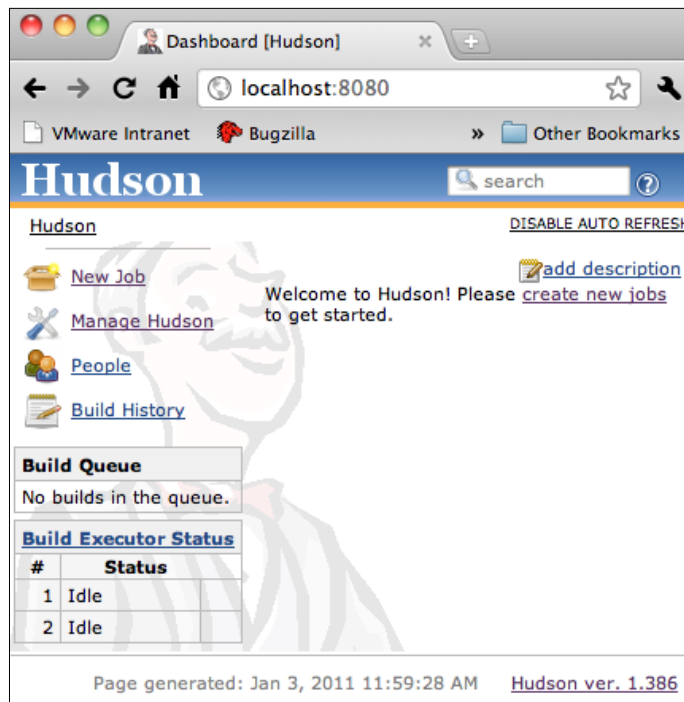 Dashboard [Hudson]
localhost:8080
VMware Intranet Bugzilla » Other Bookmarks
Hudson search ?
Hudson DISABLE AUTO REFRESH
add description
New Job
Welcome to Hudson! Please create new jobs
to get started.
Manage Hudson
People
Build History
Build Queue
No builds in the queue.
Build Executor Status
# Status
1 Idle
2 Idle
Page generated: Jan 3, 2011 11:59:28 AM Hudson ver. 1.386